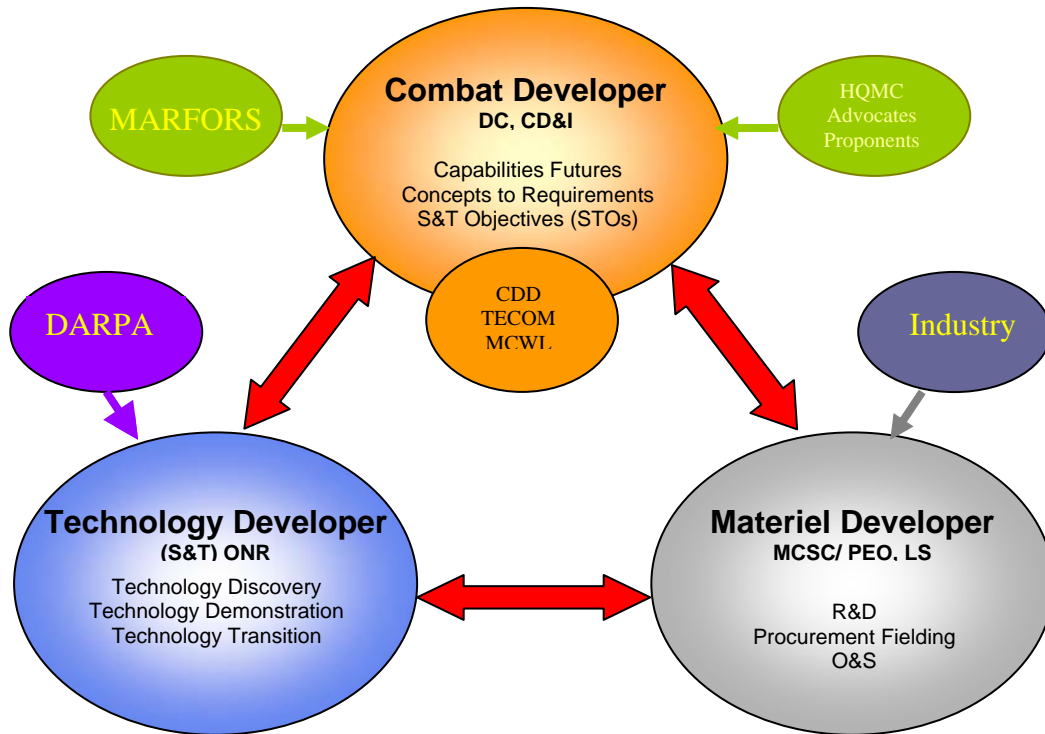 Combat Developer
DC, CD&I
Capabilities Futures
Concepts to Requirements
S&T Objectives (STOs)
MARFORS
HQMC
Advocates
Proponents
CDD
TECOM
MCWL
DARPA
Industry
Technology Developer
(S&T) ONR
Technology Discovery
Technology Demonstration
Technology Transition
Materiel Developer
MCSC/ PEO, LS
R&D
Procurement Fielding
O&S